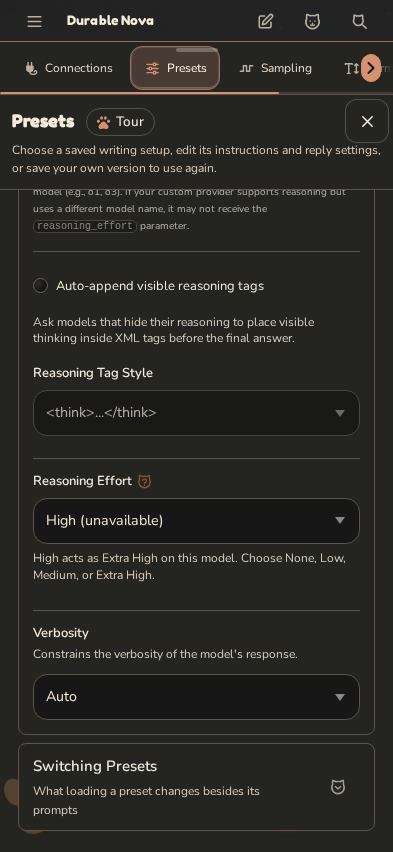 Durable Nova
Connections
Presets
Sampling
Presets
Tour
Choose a saved writing setup, edit its instructions and reply settings,
or save your own version to use again.
model (e.g., o1, o3). If your custom provider supports reasoning but
uses a different model name, it may not receive the
reasoning_effort parameter.
Auto-append visible reasoning tags
Ask models that hide their reasoning to place visible
thinking inside XML tags before the final answer.
Reasoning Tag Style
<think>...</think>
Reasoning Effort
High (unavailable)
High acts as Extra High on this model. Choose None, Low,
Medium, or Extra High.
Verbosity
Constrains the verbosity of the model's response.
Auto
Switching Presets
What loading a preset changes besides its
prompts